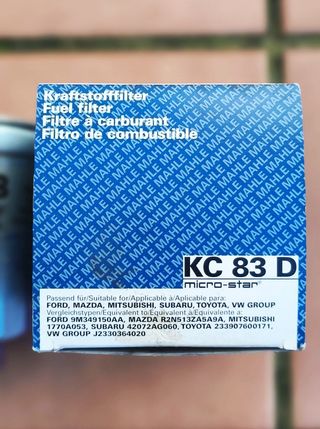 Kraftstofffilter
Fuel filter
Filtre à carburant
Filtro de combustible
KC 83 D
micro-star®
Passend für/Suitable for/Applicable à/Aplicable para:
FORD, MAZDA, MITSUBISHI, SUBARU, TOYOTA, VW GROUP
Vergleichstypen/Equivalent to/Equivalent à/Equivalente a:
FORD 9M349150AA, MAZDA R2N513ZA5A9A, MITSUBISHI
1770A053, SUBARU 42072AG060, TOYOTA 233907600171,
VW GROUP J2330364020
MAHLE